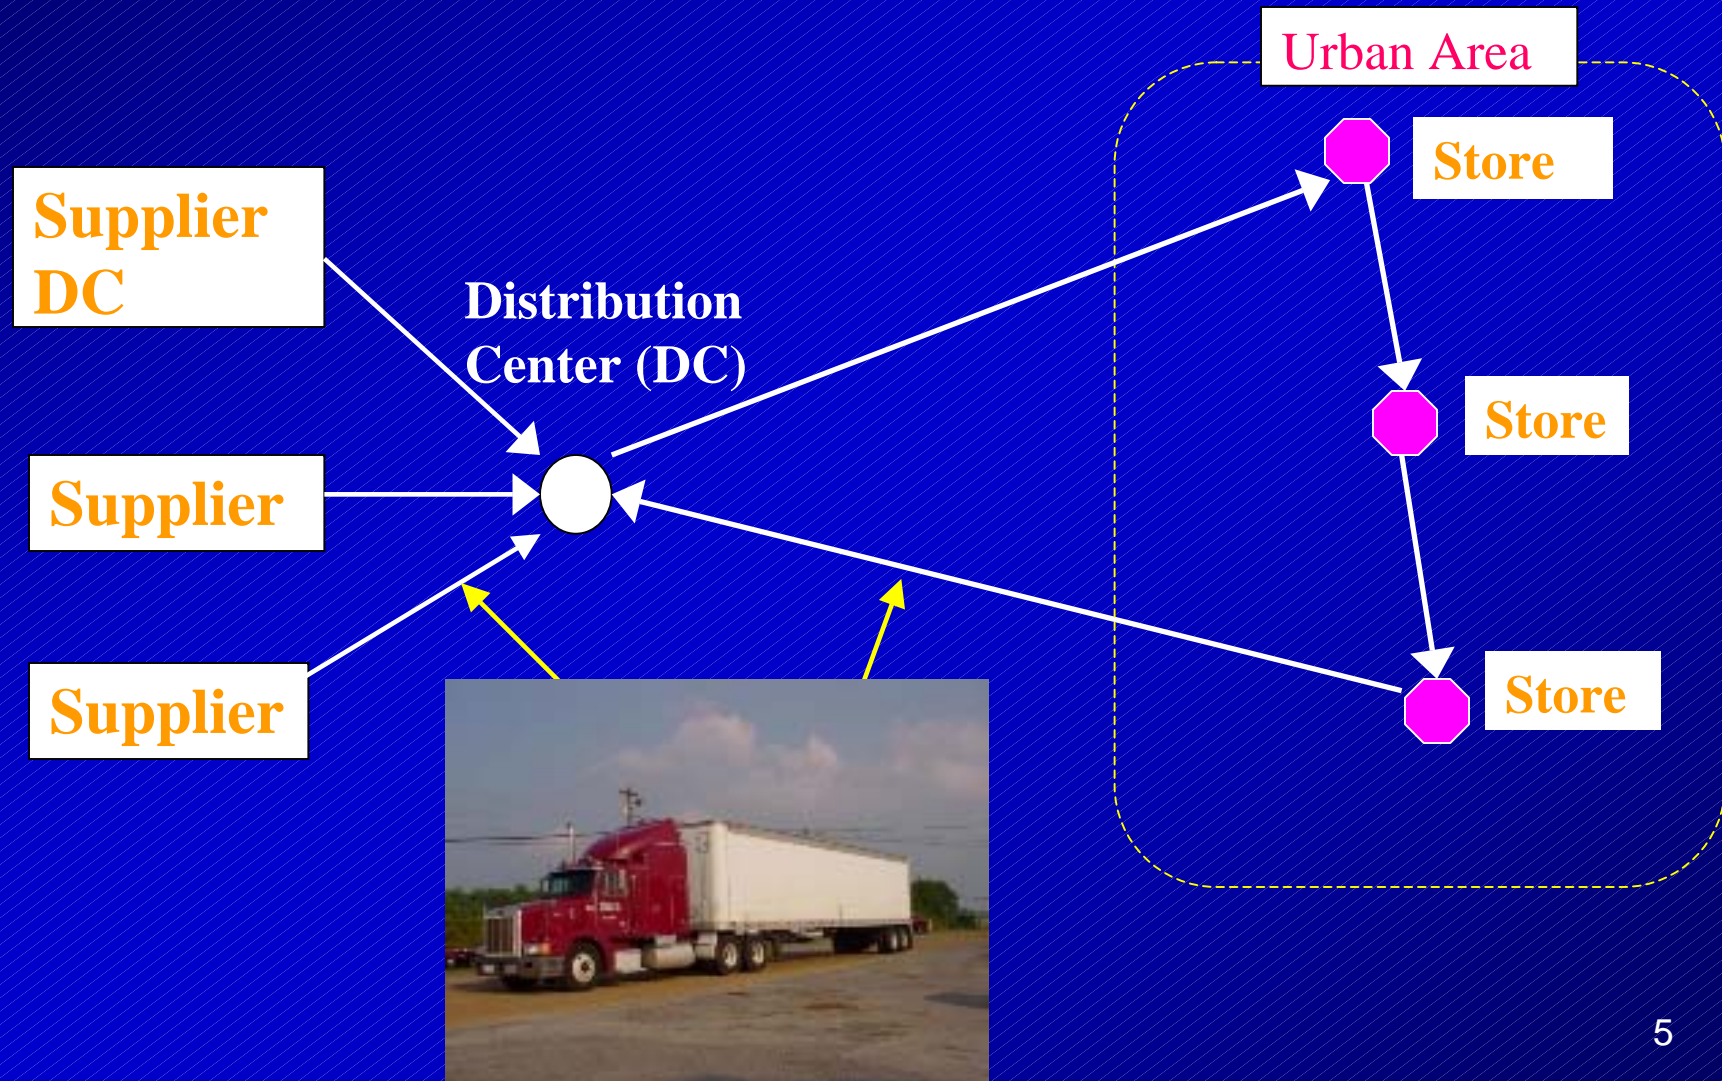 Urban Area
Store
Supplier
DC
Distribution
Center (DC)
Store
Supplier
Store
Supplier
5